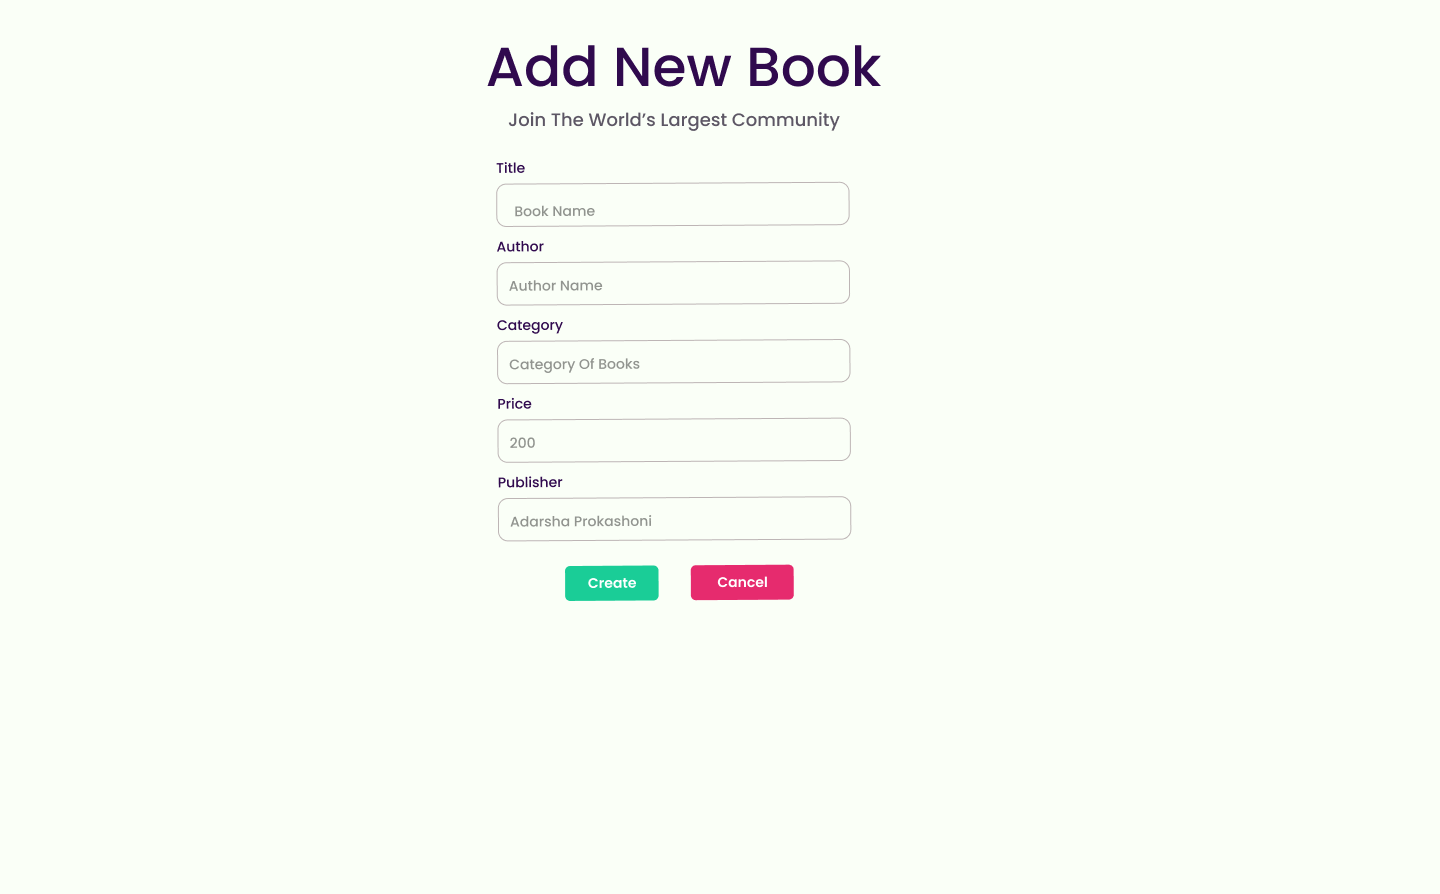 Add New Book
Join The World’s Largest Community
Title
Book Name
Author
Author Name
Category
Category Of Books
Price
200
Publisher
Adarsha Prokashoni
Create
Cancel